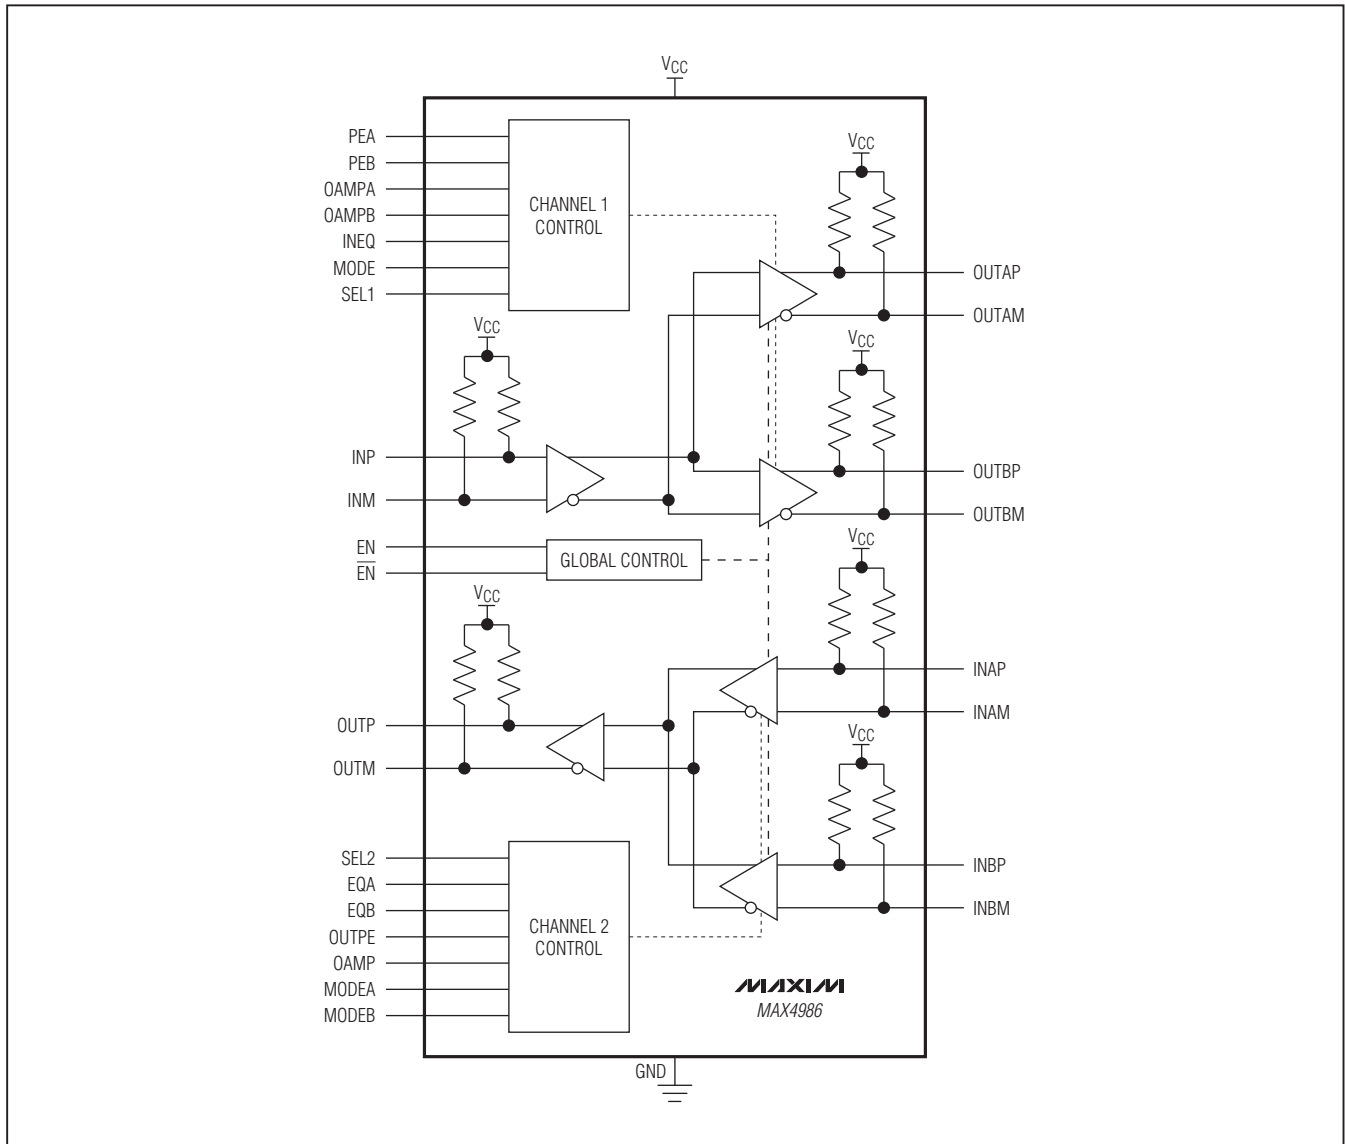 VCC
PEA
PEB
OAMPA
OAMPB
INEQ
MODE
SEL1
CHANNEL 1
CONTROL
VCC
OUTAP
OUTAM
VCC
VCC
INP
INM
OUTBP
OUTBM
EN
E̅N̅
GLOBAL CONTROL
VCC
VCC
INAP
INAM
OUTP
OUTM
VCC
SEL2
EQA
EQB
OUTPE
OAMP
MODEA
MODEB
CHANNEL 2
CONTROL
INBP
INBM
MAXIM
MAX4986
GND